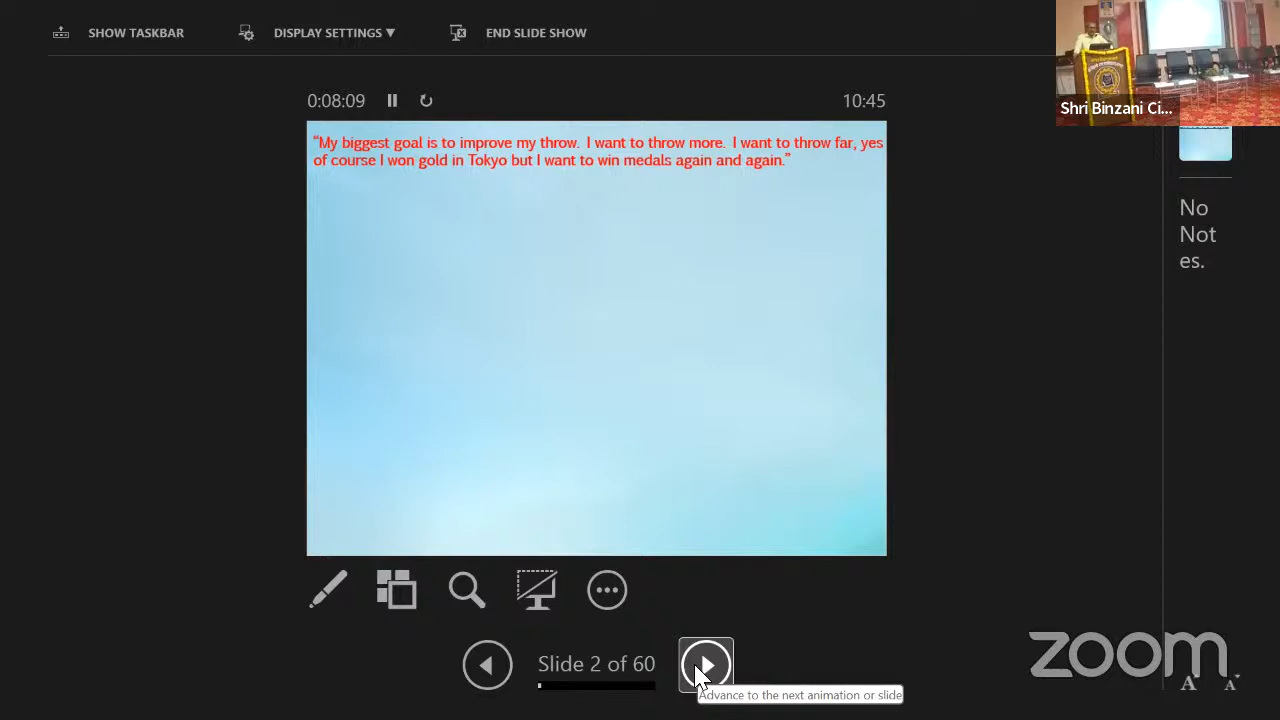 SHOW TASKBAR
DISPLAY SETTINGS ▼
END SLIDE SHOW
Shri Binzani Ci...
0:08:09
10:45
“My biggest goal is to improve my throw. I want to throw more. I want to throw far, yes
of course I won gold in Tokyo but I want to win medals again and again.”
No
Not
es.
Slide 2 of 60
Advance to the next animation or slide
zoom
A
A